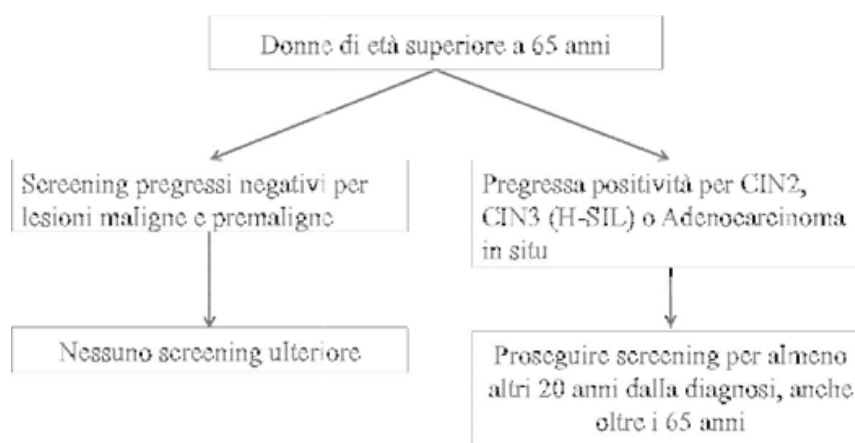 Donne di età superiore a 65 anni
Screening pregressi negativi per
lesioni maligne e premaligne
Pregressa positività per CIN2,
CIN3 (H-SIL) o Adenocarcinoma
in situ
Nessuno screening ulteriore
Proseguire screening per almeno
altri 20 anni dalla diagnosi, anche
oltre i 65 anni